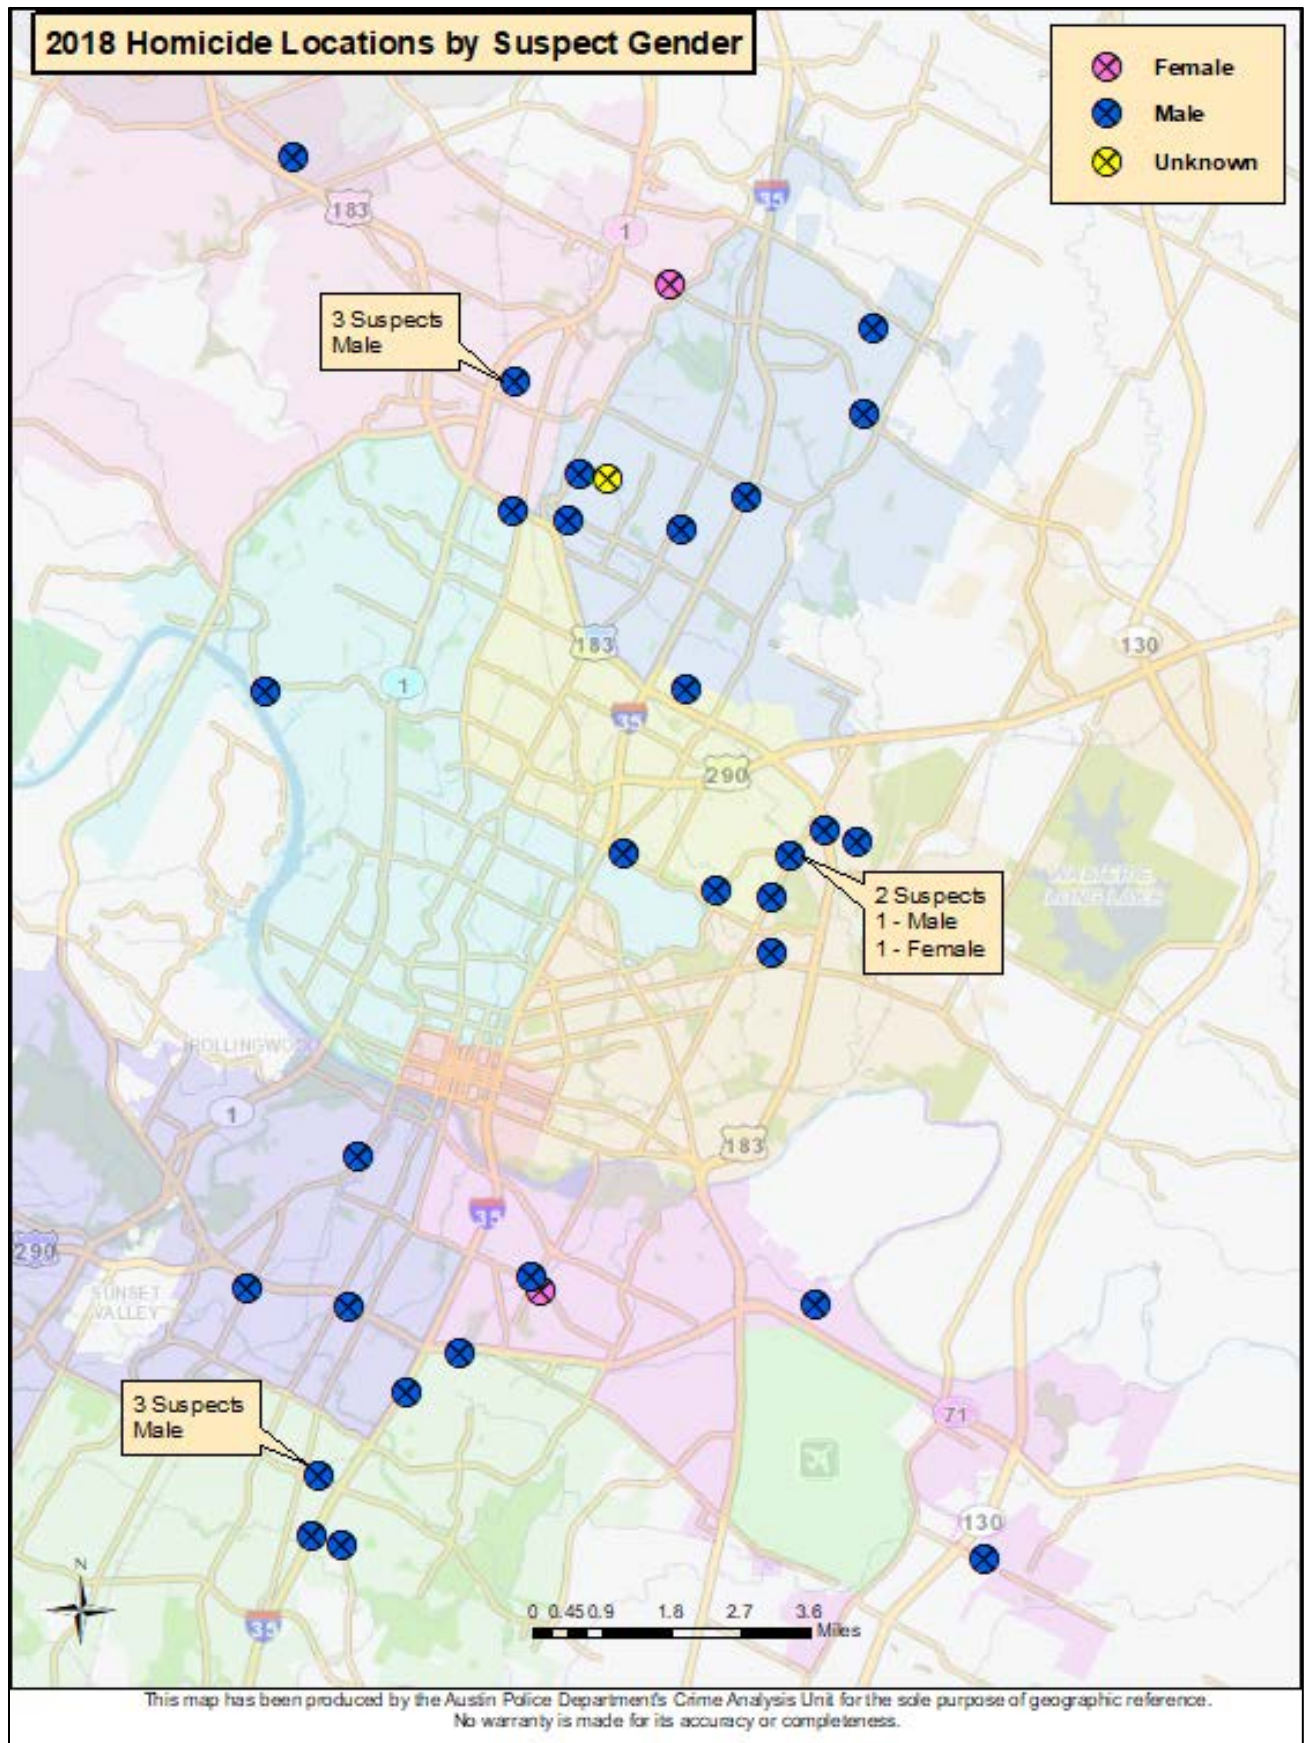 2018 Homicide Locations by Suspect Gender
Female
Male
Unknown
183
35
1
3 Suspects
Male
183
130
1
35
290
2 Suspects
1 - Male
1 - Female
1
183
35
290
SUNSET
VALLEY
3 Suspects
Male
71
130
N
0 0.45 0.9 1.8 2.7 3.6
Miles
35
This map has been produced by the Austin Police Department's Crime Analysis Unit for the sole purpose of geographic reference.
No warranty is made for its accuracy or completeness.